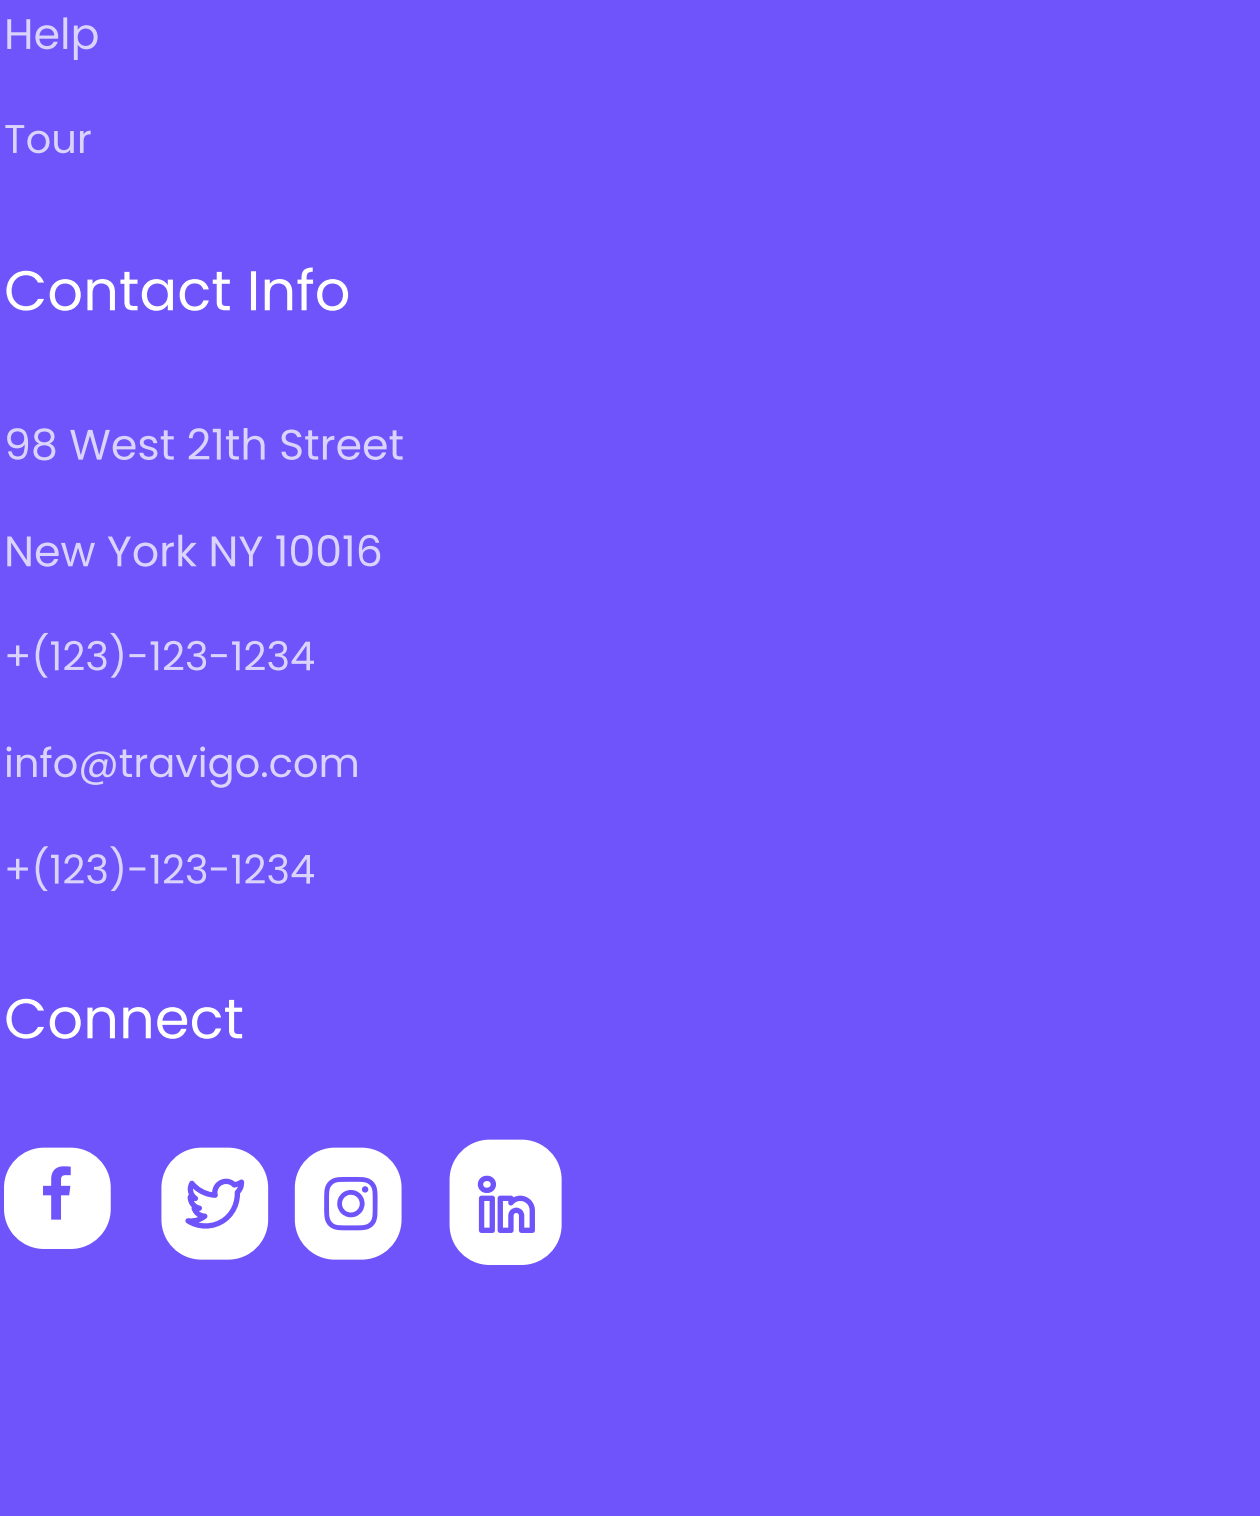 Help
Tour
Contact Info
98 West 21th Street
New York NY 10016
+(123)-123-1234
info@travigo.com
+(123)-123-1234
Connect